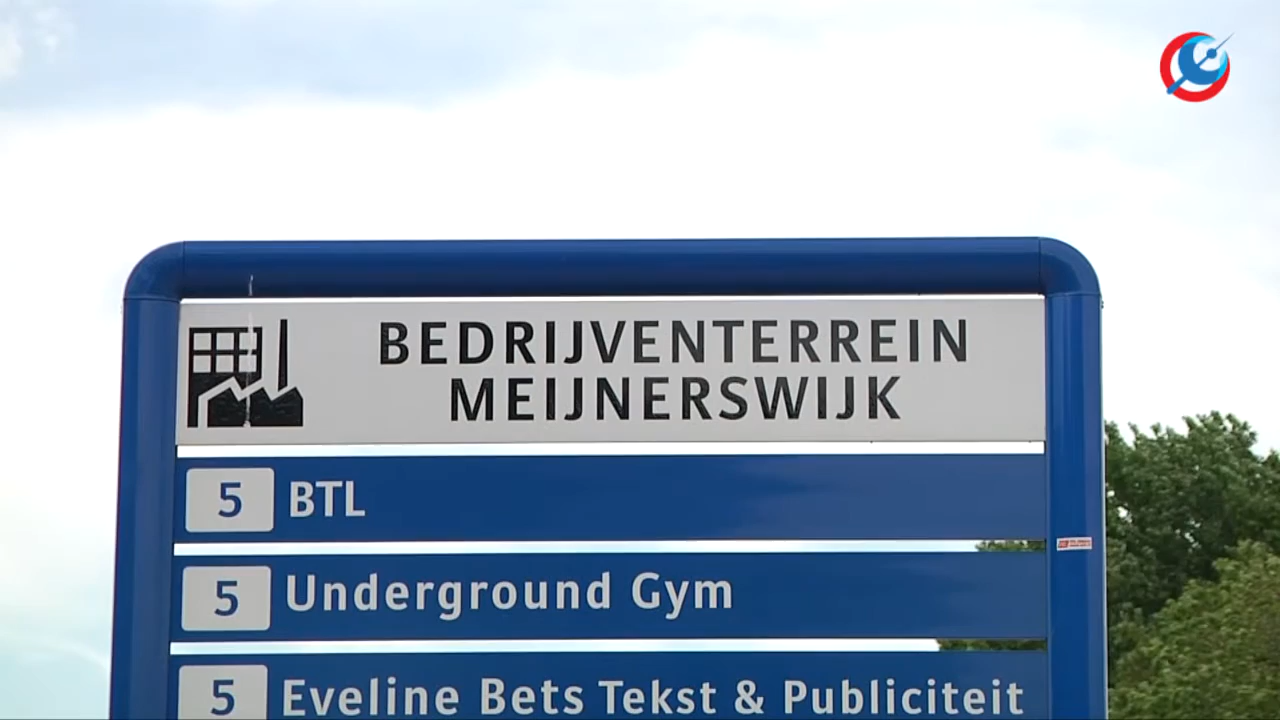 BEDRIJVENTERREIN
MEIJNERSWIJK
5 BTL
5 Underground Gym
5 Eveline Bets Tekst & Publiciteit